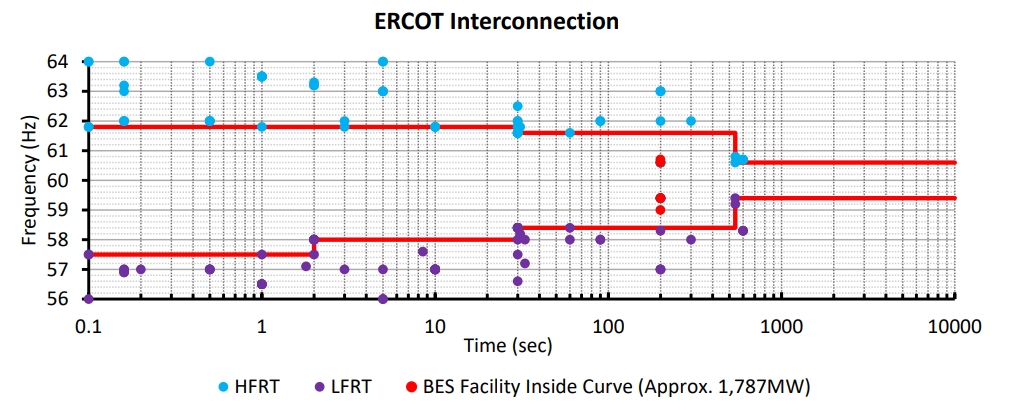 ERCOT Interconnection
64
63
62
61
60
59
58
57
56
Frequency (Hz)
0.1 1 10 100 1000 10000
Time (sec)
HFRT LFRT BES Facility Inside Curve (Approx. 1,787MW)